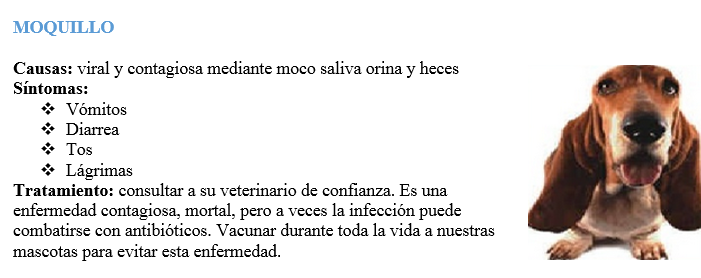 MOQUILLO
Causas: viral y contagiosa mediante moco saliva orina y heces
Síntomas:
❖ Vómitos
❖ Diarrea
❖ Tos
❖ Lágrimas
Tratamiento: consultar a su veterinario de confianza. Es una
enfermedad contagiosa, mortal, pero a veces la infección puede
combatirse con antibióticos. Vacunar durante toda la vida a nuestras
mascotas para evitar esta enfermedad.